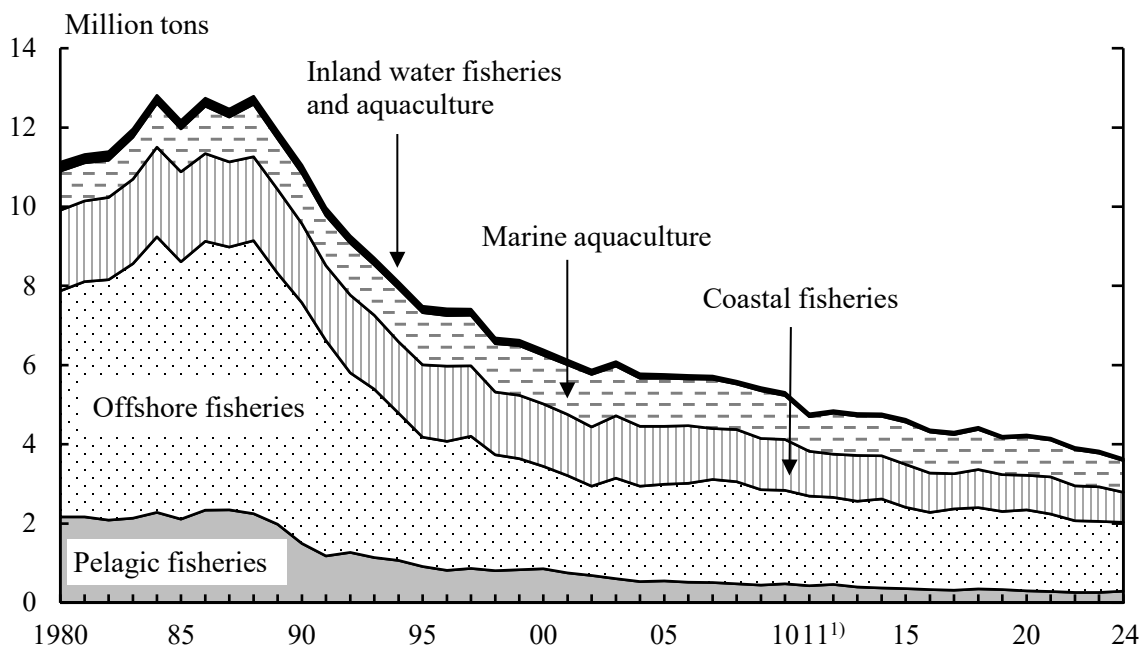 Million tons
14
12
10
8
6
4
2
0
Inland water fisheries
and aquaculture
Marine aquaculture
Coastal fisheries
Offshore fisheries
Pelagic fisheries
1980 85 90 95 00 05 10 11¹⁾ 15 20 24